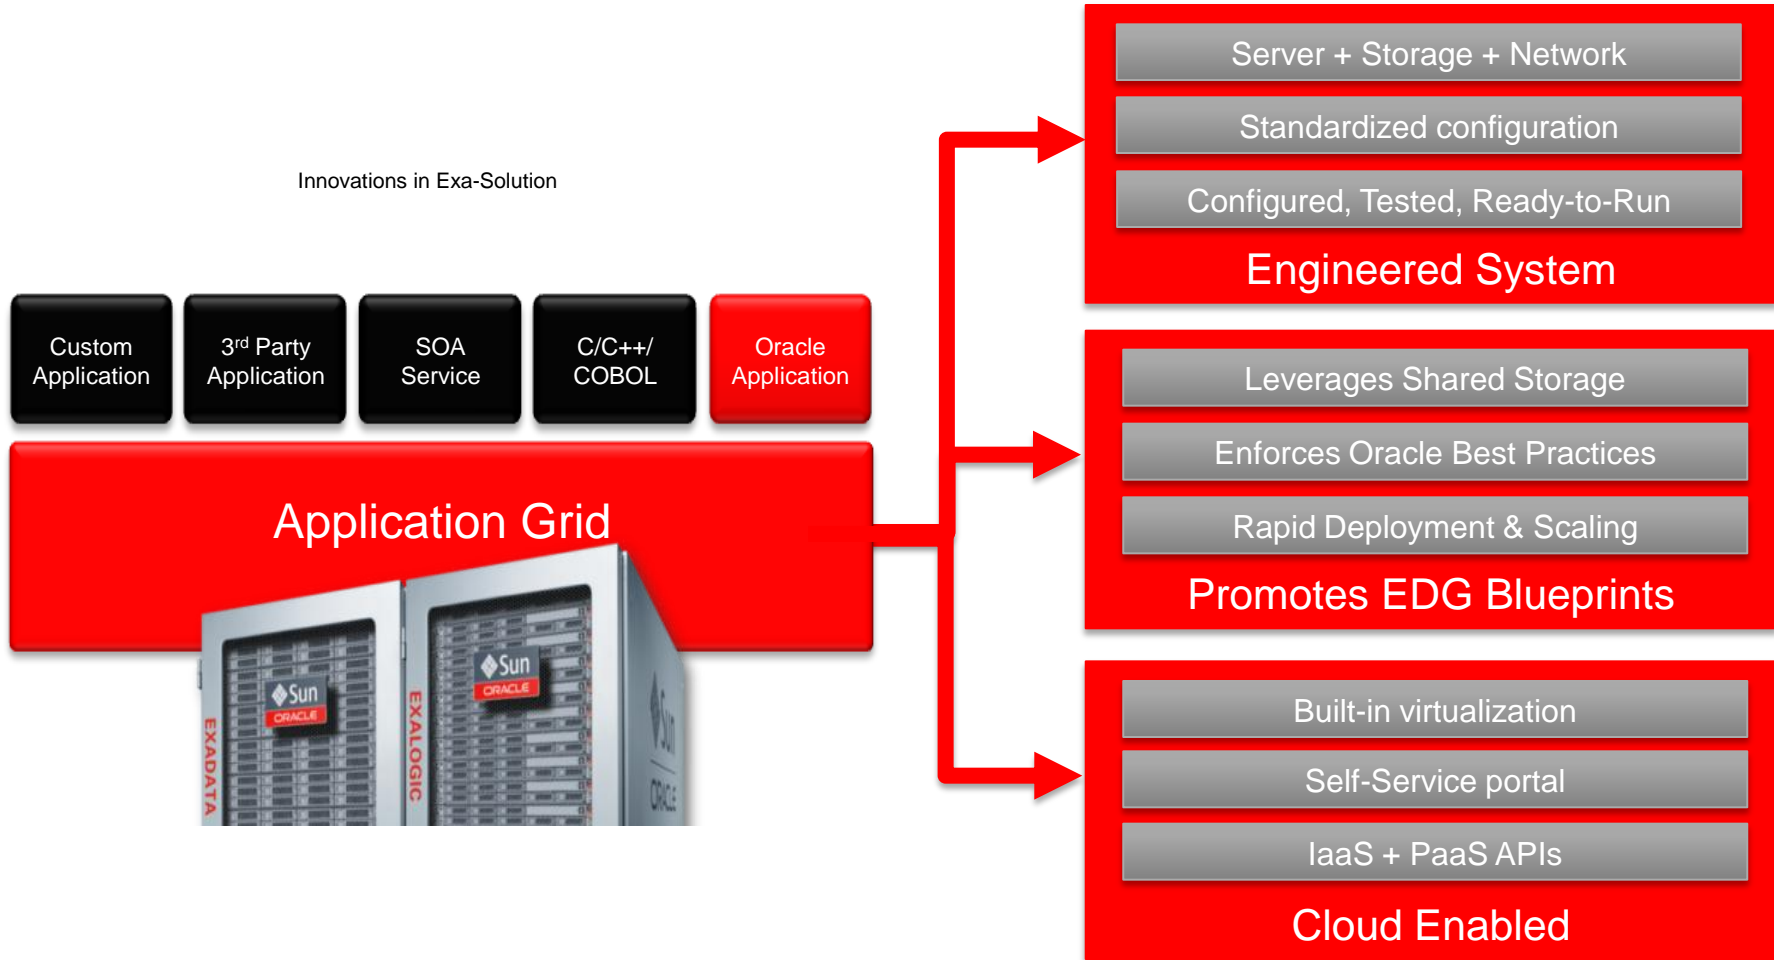 Innovations in Exa-Solution
Custom
Application
3rd Party
Application
SOA
Service
C/C++/
COBOL
Oracle
Application
Application Grid
Sun
ORACLE
EXADATA
Sun
ORACLE
EXALOGIC
Sun
ORACLE
Server + Storage + Network
Standardized configuration
Configured, Tested, Ready-to-Run
Engineered System
Leverages Shared Storage
Enforces Oracle Best Practices
Rapid Deployment & Scaling
Promotes EDG Blueprints
Built-in virtualization
Self-Service portal
IaaS + PaaS APIs
Cloud Enabled